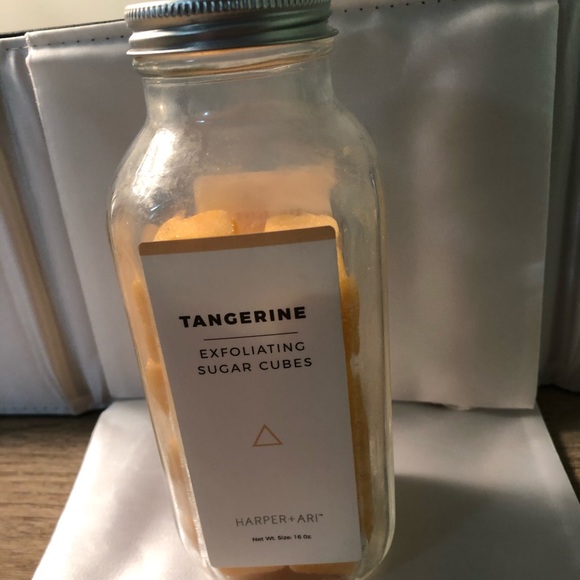 TANGERINE
EXFOLIATING
SUGAR CUBES
HARPER+ARI™
Net Wt. Size: 16 Oz.